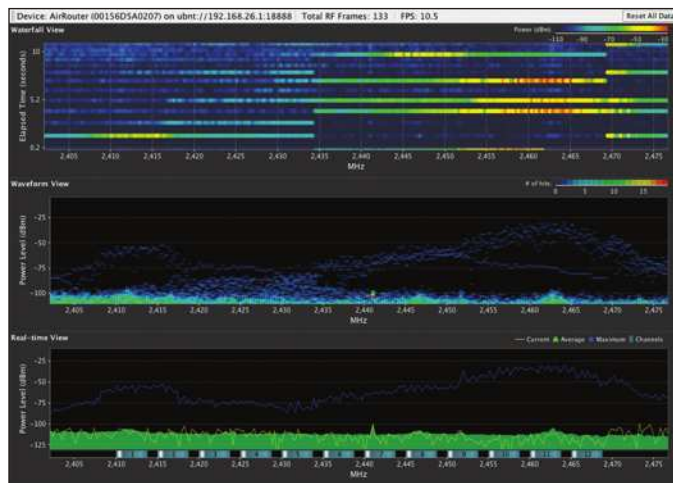 Device: AirRouter (00156D5A0207) on ubnt://192.168.26.1:18888 Total RF Frames: 133 FPS: 10.5 Reset All Data
Waterfall View
Power (dBm)
-110 -90 -70 -50 -30
10
5.2
0.2
Elapsed Time (seconds)
2,405 2,410 2,415 2,420 2,425 2,430 2,435 2,440 2,445 2,450 2,455 2,460 2,465 2,470 2,475
MHz
Waveform View
# of hits:
0 5 10 15
-25
-50
-75
-100
Power Level (dBm)
2,405 2,410 2,415 2,420 2,425 2,430 2,435 2,440 2,445 2,450 2,455 2,460 2,465 2,470 2,475
MHz
Real-time View
Current Average Maximum Channels
-25
-50
-75
-100
-125
Power Level (dBm)
2,405 2,410 2,415 2,420 2,425 2,430 2,435 2,440 2,445 2,450 2,455 2,460 2,465 2,470 2,475
MHz